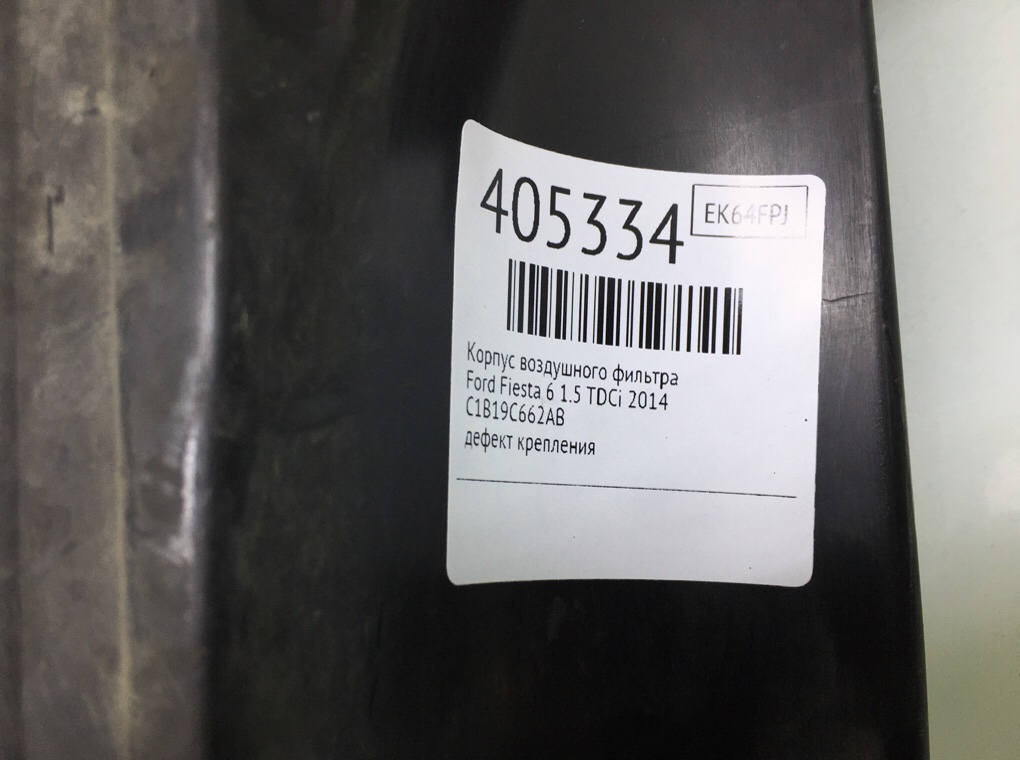 405334
EK64FPJ
Корпус воздушного фильтра
Ford Fiesta 6 1.5 TDCi 2014
C1B19C662AB
дефект крепления